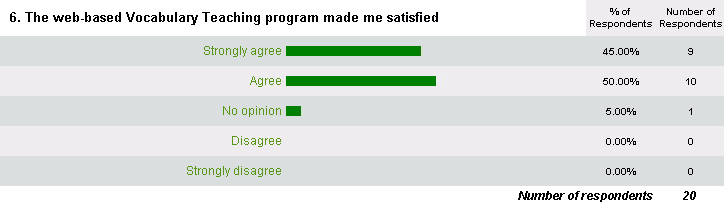 6. The web-based Vocabulary Teaching program made me satisfied
% of Respondents
Number of Respondents
Strongly agree 45.00% 9
Agree 50.00% 10
No opinion 5.00% 1
Disagree 0.00% 0
Strongly disagree 0.00% 0
Number of respondents 20